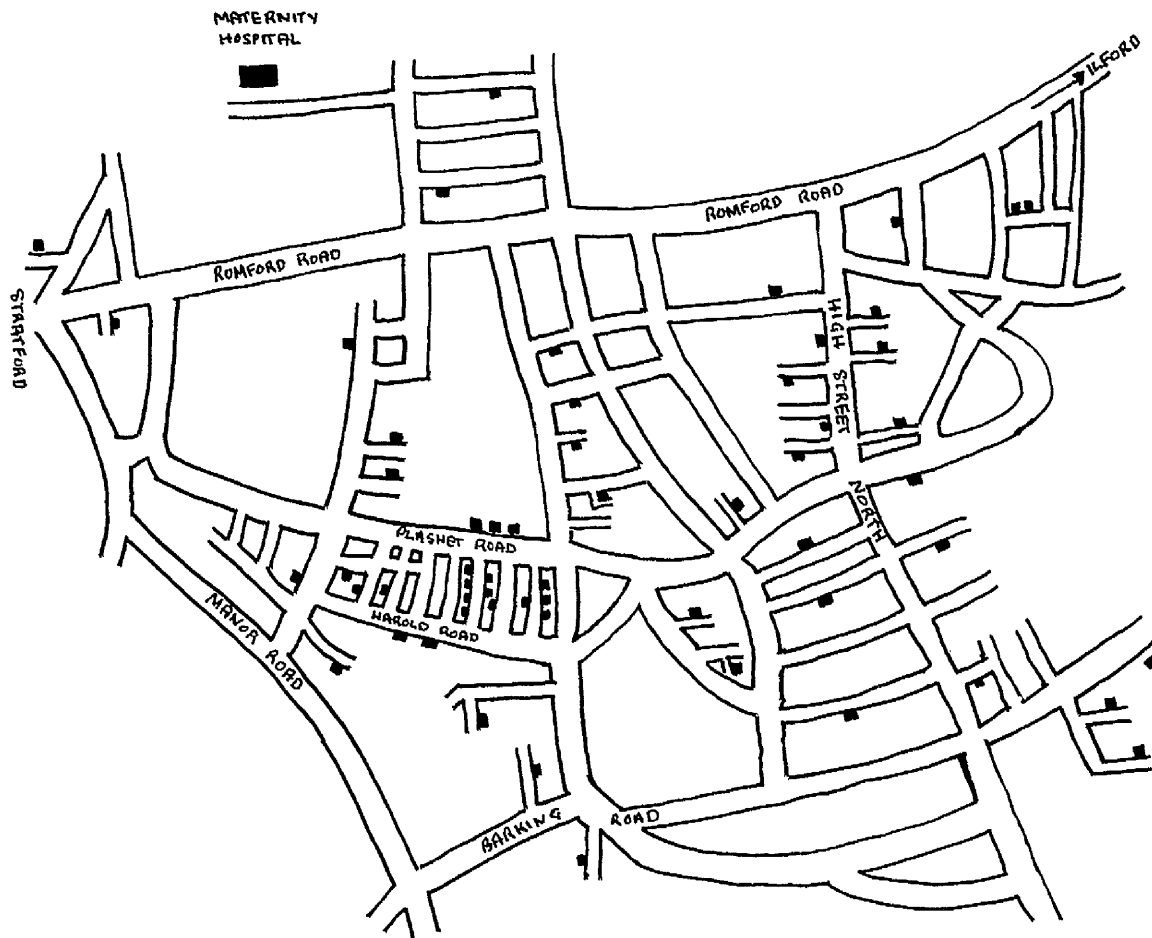 MATERNITY
HOSPITAL
ILFORD
ROMFORD ROAD
ROMFORD ROAD
STRATFORD
HIGH STREET
NORTH
PLASHET ROAD
HAROLD ROAD
MANOR ROAD
BARKING ROAD